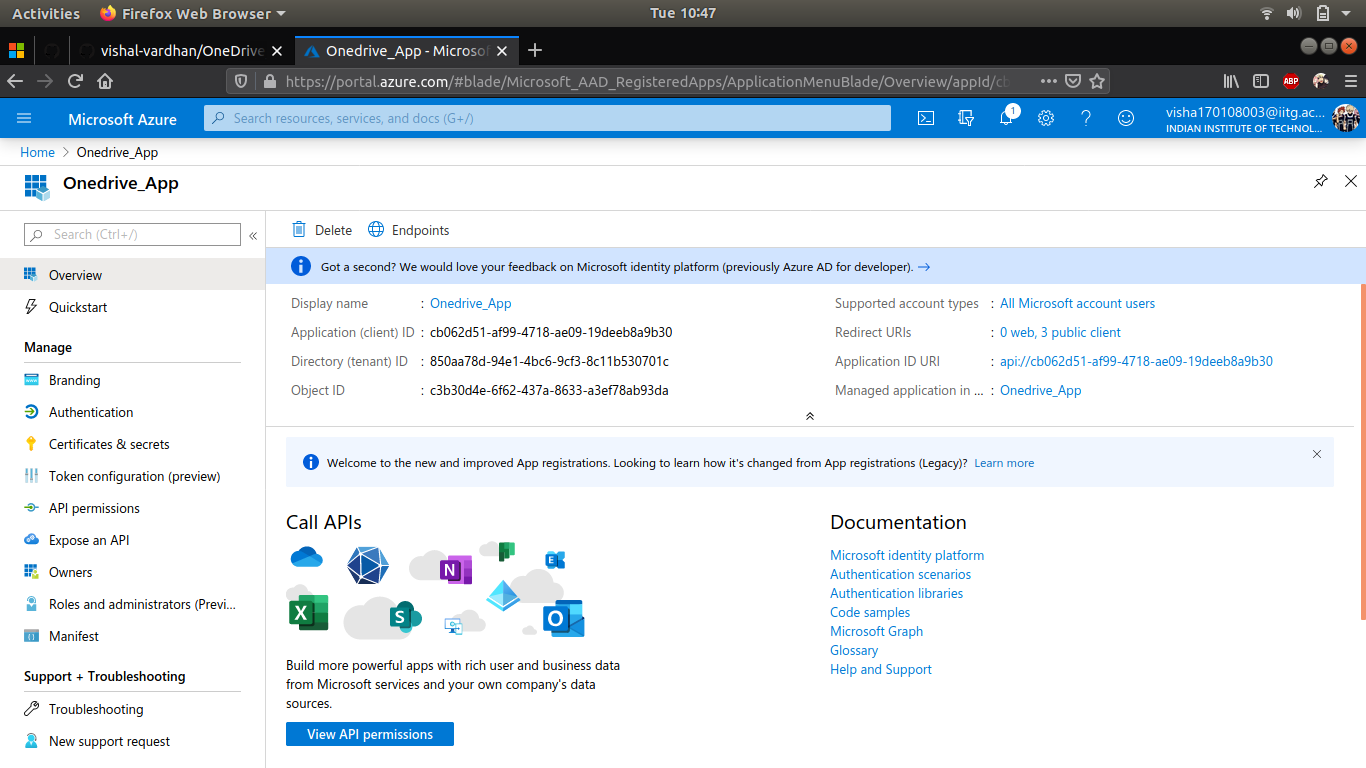 Activities Firefox Web Browser Tue 10:47
vishal-vardhan/OneDrive Onedrive_App - Microsof
https://portal.azure.com/#blade/Microsoft_AAD_RegisteredApps/ApplicationMenuBlade/Overview/appId/cb ABP
Microsoft Azure Search resources, services, and docs (G+/) 1 visha170108003@iitg.ac...
INDIAN INSTITUTE OF TECHNOL...
Home > Onedrive_App
Onedrive_App
Search (Ctrl+/) «
Overview
Quickstart
Manage
Branding
Authentication
Certificates & secrets
Token configuration (preview)
API permissions
Expose an API
Owners
Roles and administrators (Previ...
Manifest
Support + Troubleshooting
Troubleshooting
New support request
Delete Endpoints
Got a second? We would love your feedback on Microsoft identity platform (previously Azure AD for developer). →
Display name : Onedrive_App
Application (client) ID : cb062d51-af99-4718-ae09-19deeb8a9b30
Directory (tenant) ID : 850aa78d-94e1-4bc6-9cf3-8c11b530701c
Object ID : c3b30d4e-6f62-437a-8633-a3ef78ab93da
Supported account types : All Microsoft account users
Redirect URIs : 0 web, 3 public client
Application ID URI : api://cb062d51-af99-4718-ae09-19deeb8a9b30
Managed application in ... : Onedrive_App
Welcome to the new and improved App registrations. Looking to learn how it's changed from App registrations (Legacy)? Learn more
Call APIs
N
E
X
S
O
Build more powerful apps with rich user and business data
from Microsoft services and your own company's data
sources.
View API permissions
Documentation
Microsoft identity platform
Authentication scenarios
Authentication libraries
Code samples
Microsoft Graph
Glossary
Help and Support